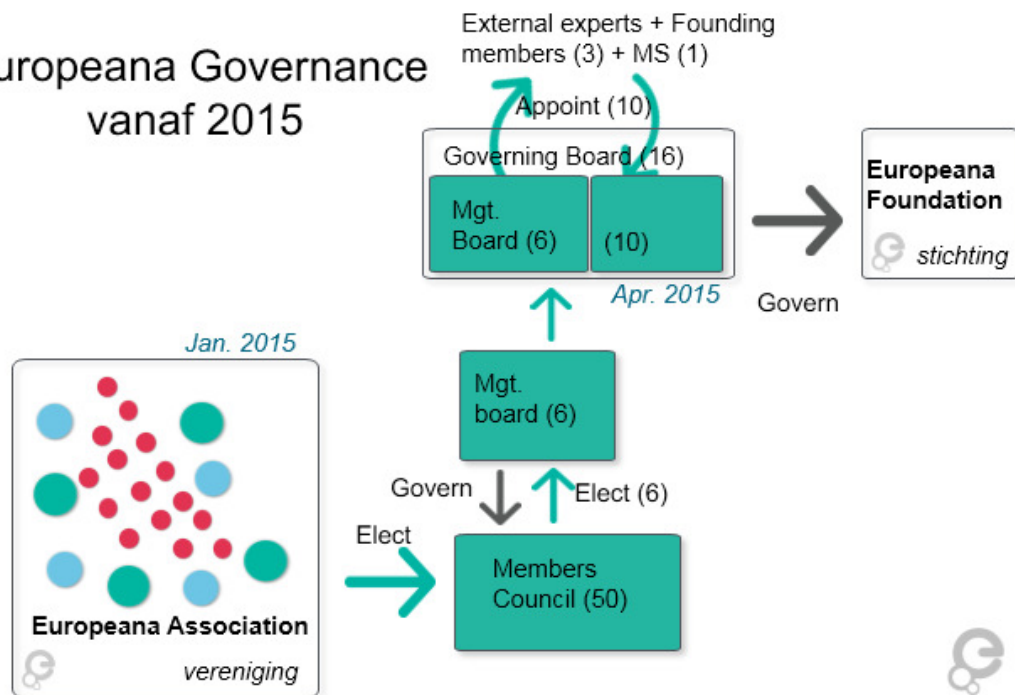 uropeana Governance
vanaf 2015
External experts + Founding
members (3) + MS (1)
Appoint (10)
Governing Board (16)
Mgt.
Board (6)
(10)
Apr. 2015
Govern
Europeana
Foundation
stichting
Jan. 2015
Mgt.
board (6)
Govern
Elect (6)
Elect
Members
Council (50)
Europeana Association
vereniging